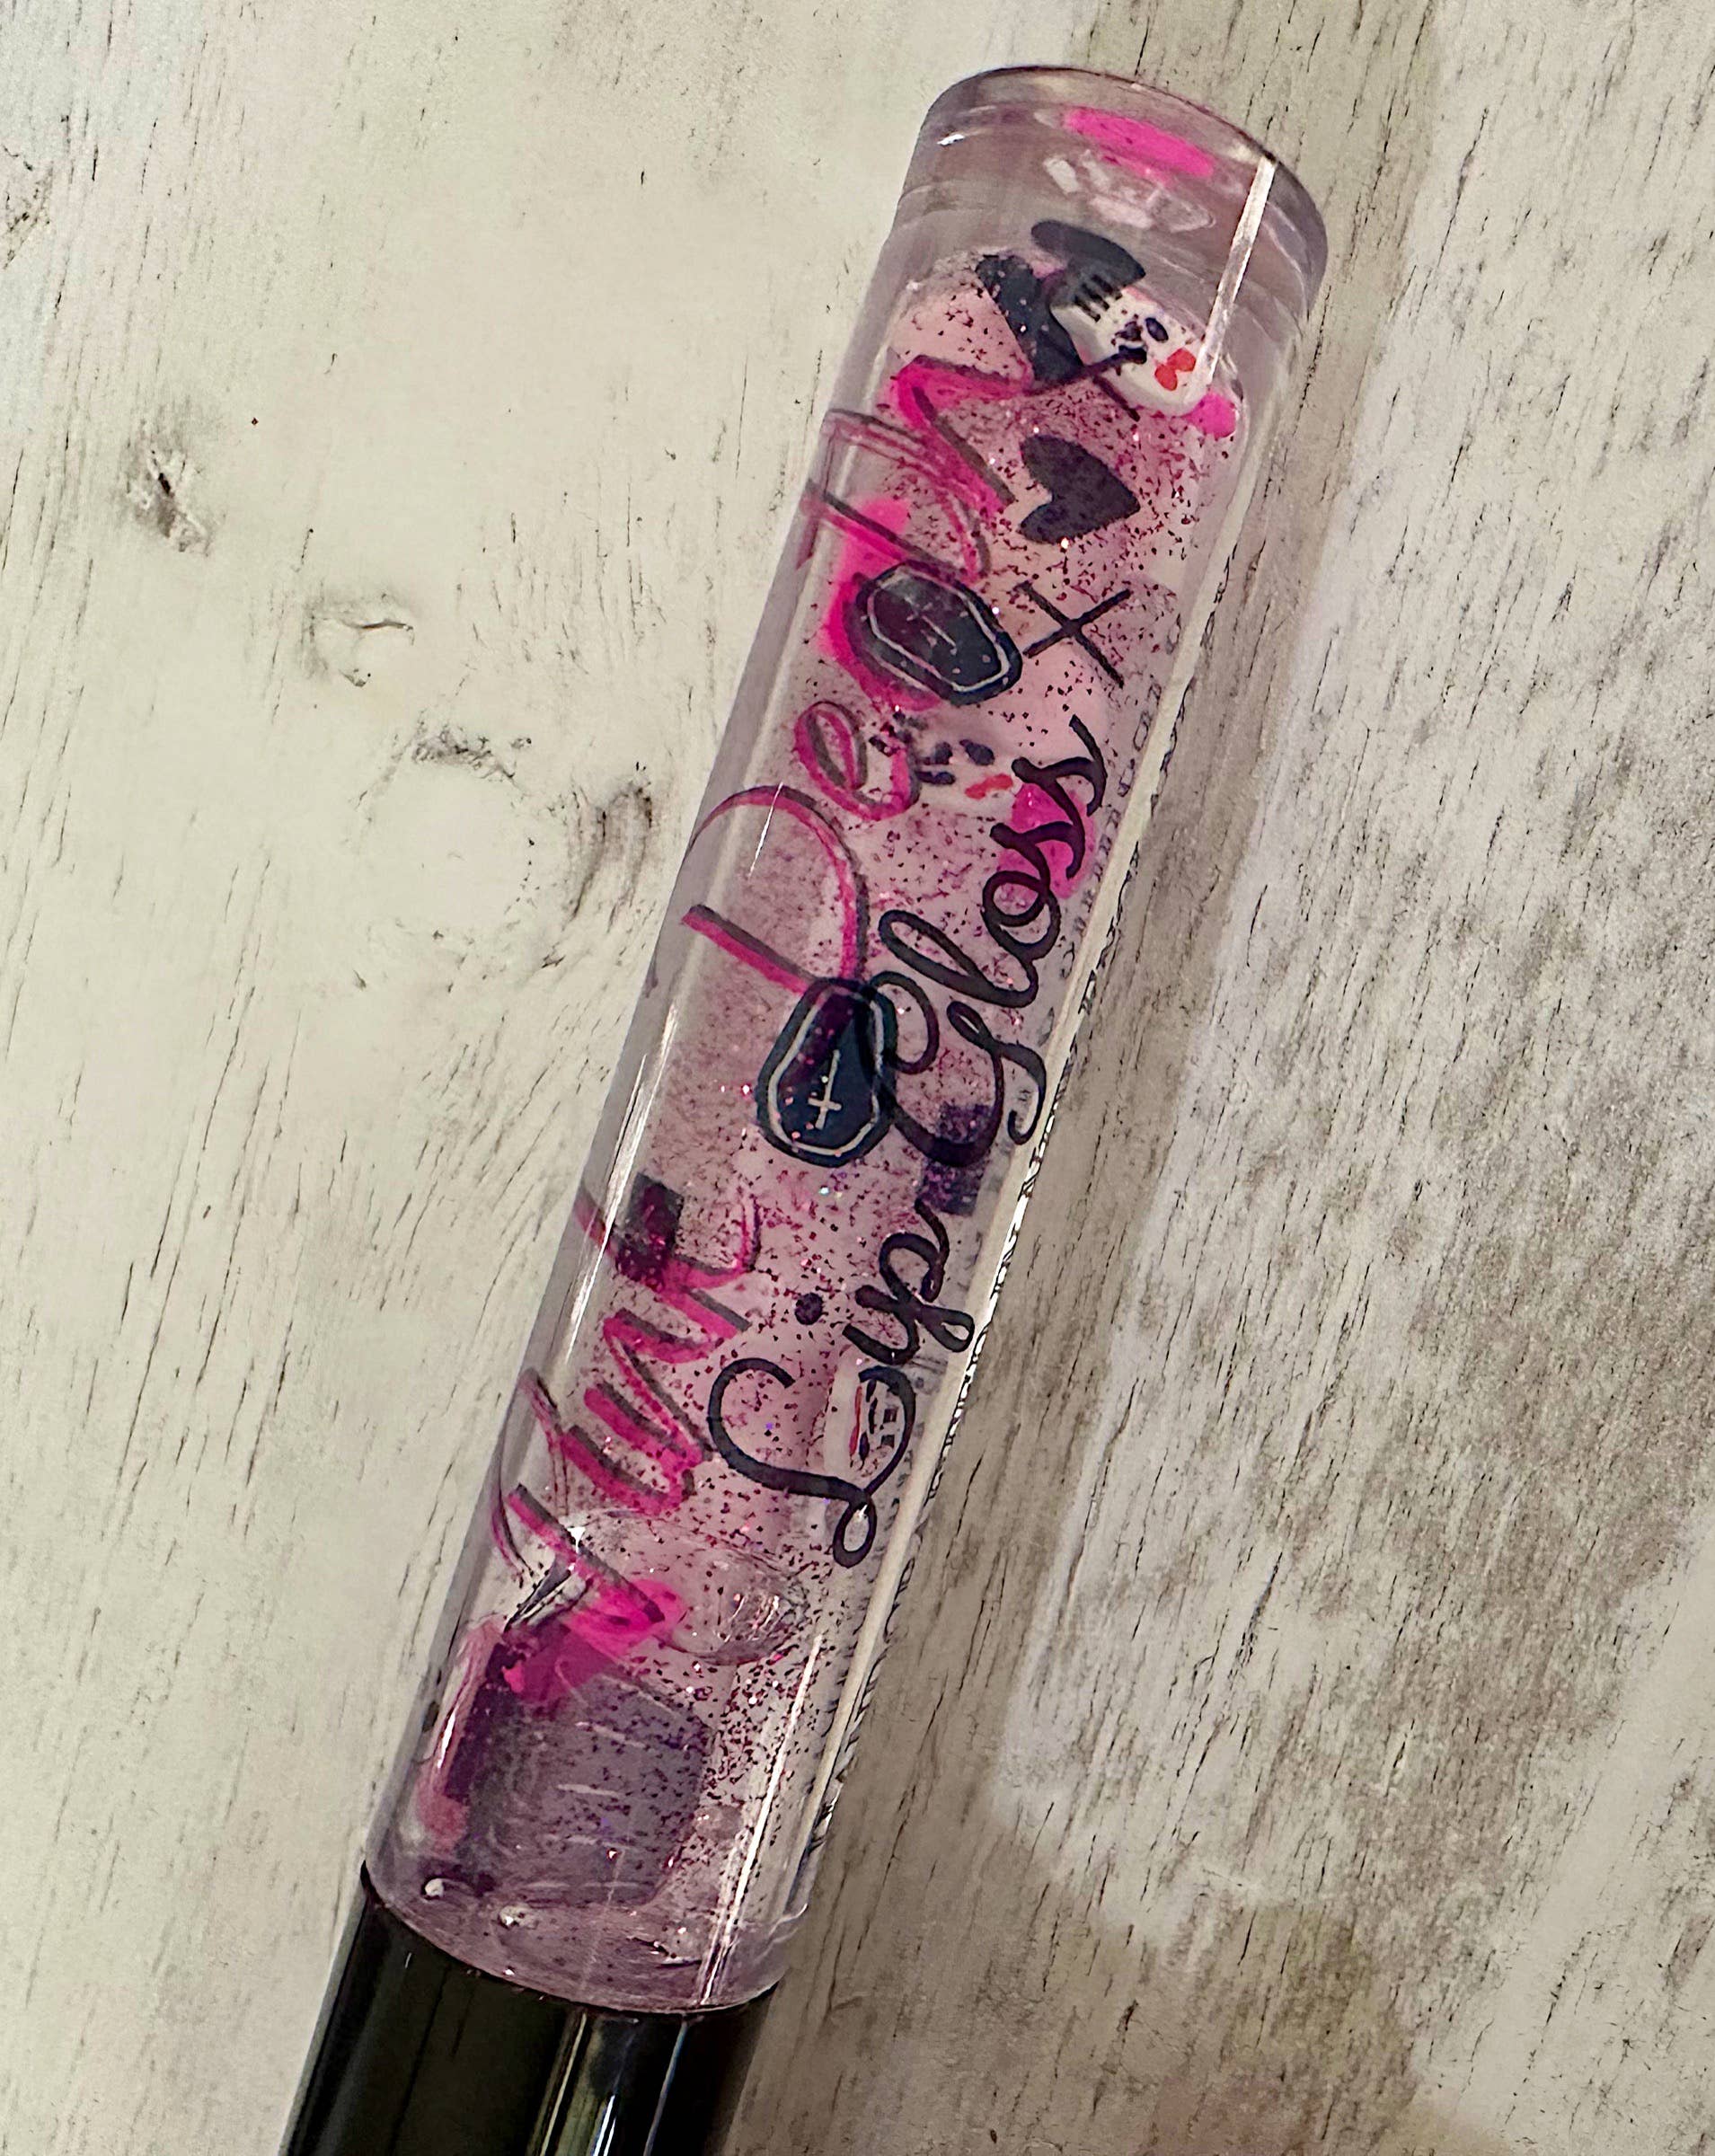 Pink Death
Lip Gloss + ♥ x